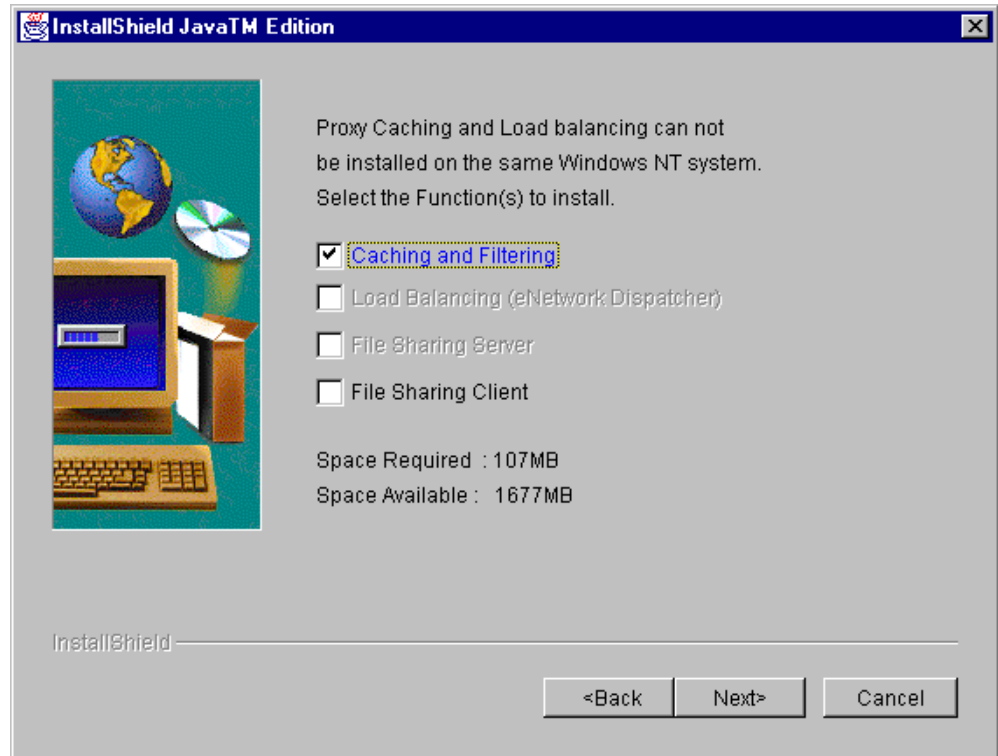 InstallShield JavaTM Edition
Proxy Caching and Load balancing can not
be installed on the same Windows NT system.
Select the Function(s) to install.
Caching and Filtering
Load Balancing (eNetwork Dispatcher)
File Sharing Server
File Sharing Client
Space Required : 107MB
Space Available : 1677MB
InstallShield
<Back
Next>
Cancel